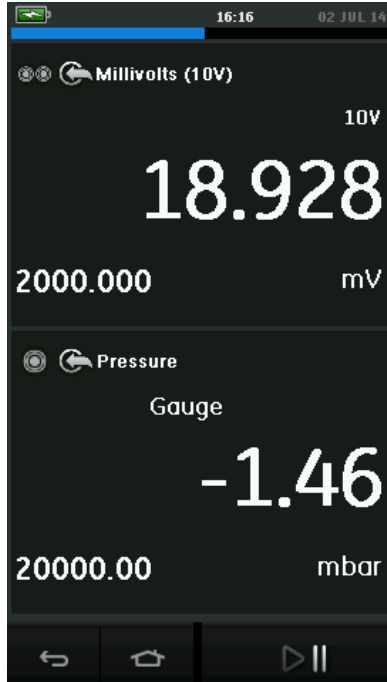 16:16 02 JUL 14
Millivolts (10V)
10V
18.928
2000.000 mV
Pressure
Gauge
-1.46
20000.00 mbar